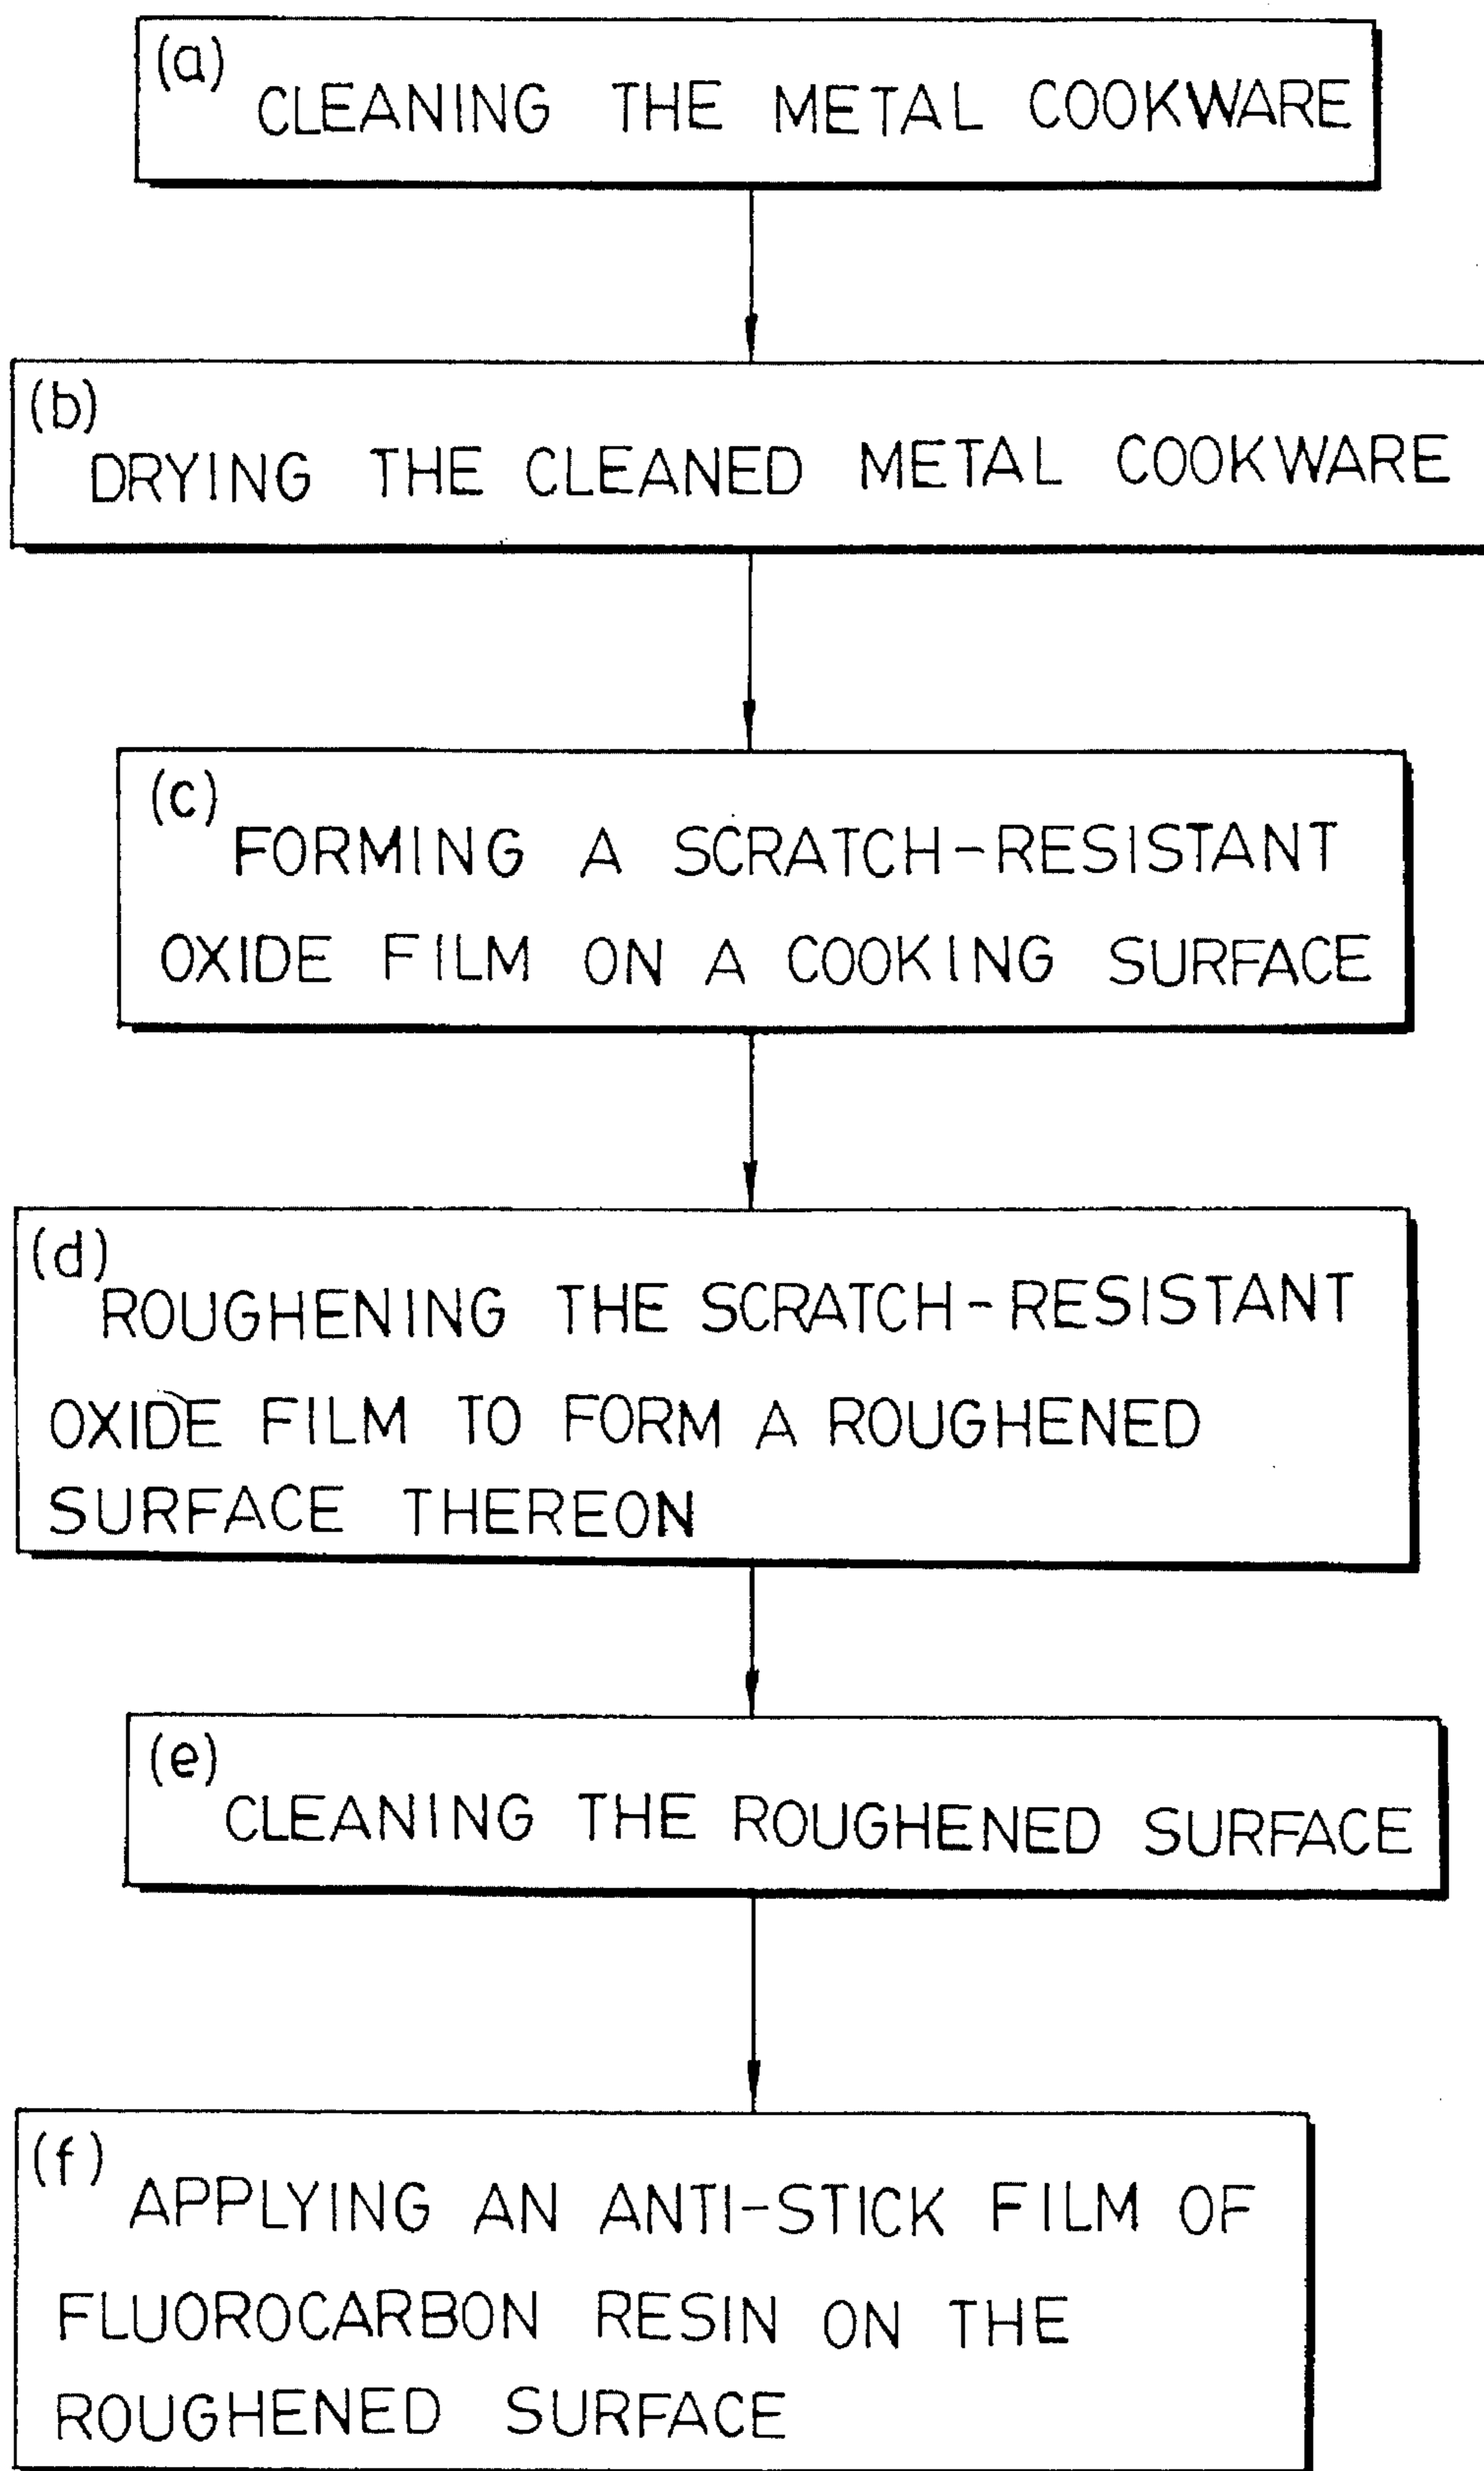 (a)
CLEANING THE METAL COOKWARE
(b)
DRYING THE CLEANED METAL COOKWARE
(c)
FORMING A SCRATCH-RESISTANT
OXIDE FILM ON A COOKING SURFACE
(d)
ROUGHENING THE SCRATCH-RESISTANT
OXIDE FILM TO FORM A ROUGHENED
SURFACE THEREON
(e)
CLEANING THE ROUGHENED SURFACE
(f)
APPLYING AN ANTI-STICK FILM OF
FLUOROCARBON RESIN ON THE
ROUGHENED SURFACE